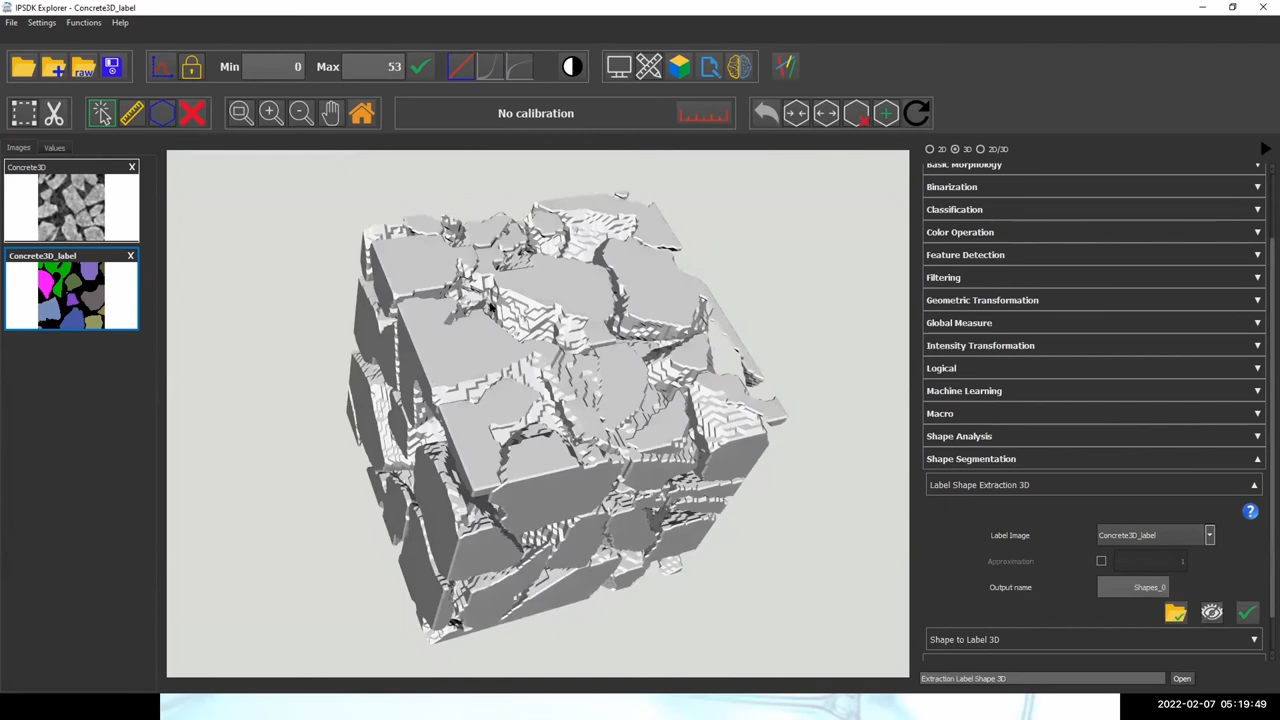 IPSDK Explorer - Concrete3D_label
File Settings Functions Help
raw
Min 0 Max 53
No calibration
Images Values
2D 3D 2D/3D
Concrete3D X
Concrete3D_label X
Basic Morphology
Binarization
Classification
Color Operation
Feature Detection
Filtering
Geometric Transformation
Global Measure
Intensity Transformation
Logical
Machine Learning
Macro
Shape Analysis
Shape Segmentation
Label Shape Extraction 3D
?
Label Image Concrete3D_label
Approximation 1
Output name Shapes_0
Shape to Label 3D
Extraction Label Shape 3D Open
2022-02-07 05:19:49